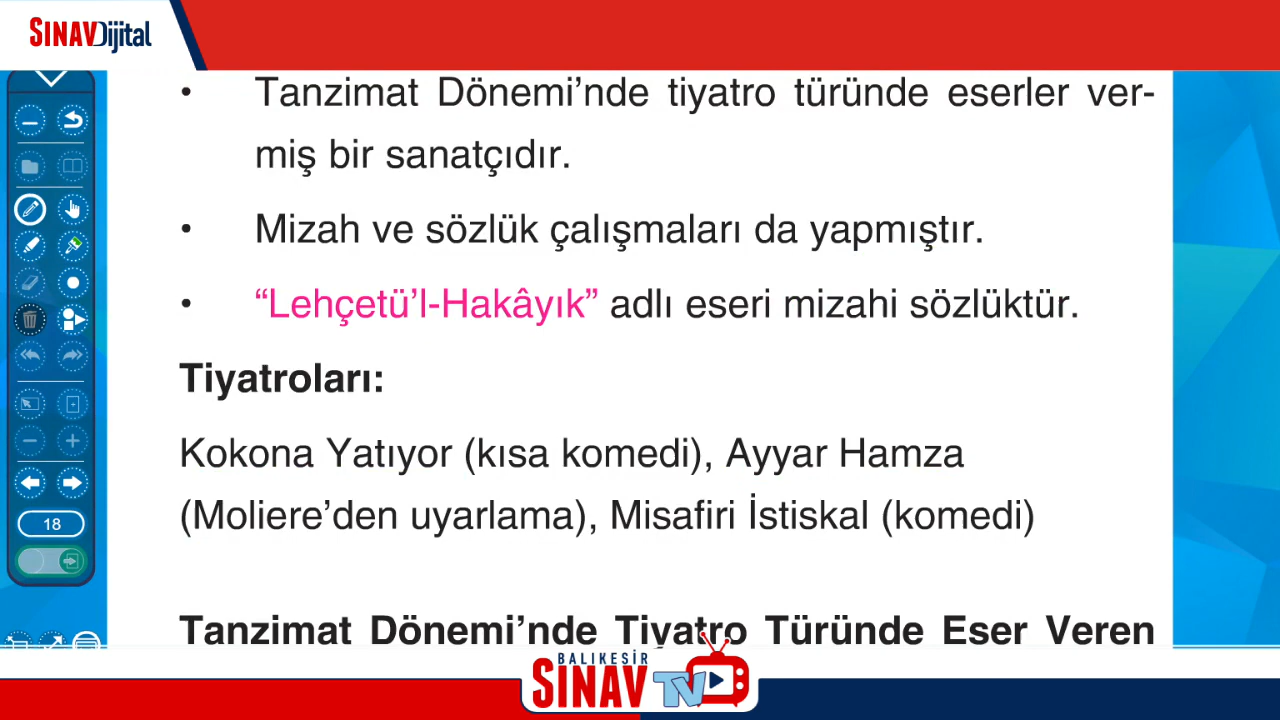 SINAVDijital
• Tanzimat Dönemi’nde tiyatro türünde eserler ver-
miş bir sanatçıdır.
• Mizah ve sözlük çalışmaları da yapmıştır.
• “Lehçetü’l-Hakâyık” adlı eseri mizahi sözlüktür.
Tiyatroları:
Kokona Yatıyor (kısa komedi), Ayyar Hamza
(Moliere’den uyarlama), Misafiri İstiskal (komedi)
18
Tanzimat Dönemi’nde Tiyatro Türünde Eser Veren
BALIKESİR
SINAV TV